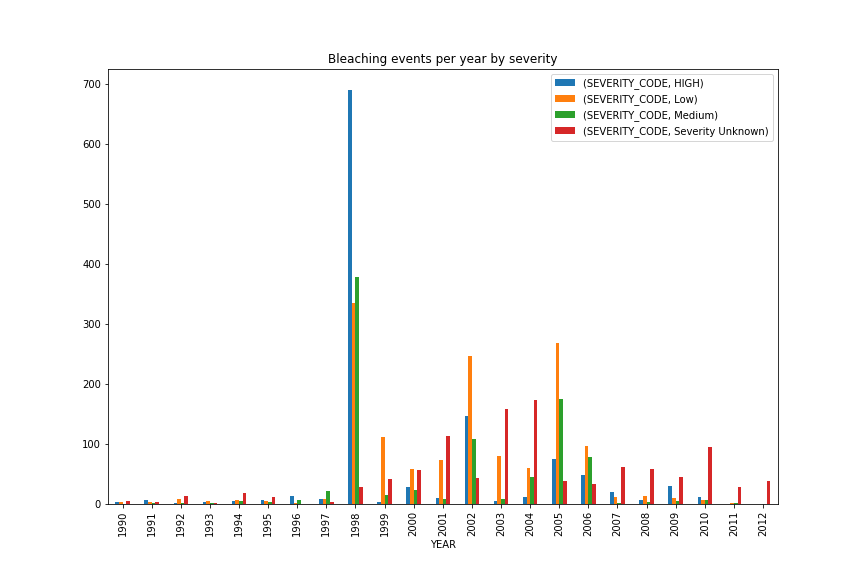 Bleaching events per year by severity
(SEVERITY_CODE, HIGH)
(SEVERITY_CODE, Low)
(SEVERITY_CODE, Medium)
(SEVERITY_CODE, Severity Unknown)
700
600
500
400
300
200
100
0
1990 1991 1992 1993 1994 1995 1996 1997 1998 1999 2000 2001 2002 2003 2004 2005 2006 2007 2008 2009 2010 2011 2012
YEAR